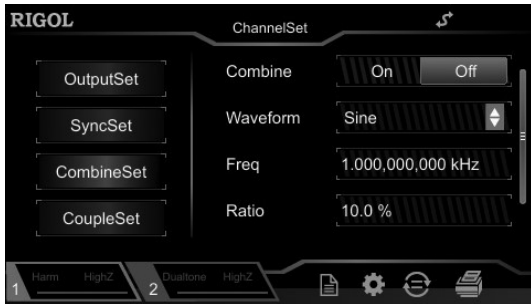 RIGOL
ChannelSet
OutputSet
SyncSet
CombineSet
CoupleSet
Combine On Off
Waveform Sine
Freq 1.000,000,000 kHz
Ratio 10.0 %
1 Harm HighZ 2 Dualtone HighZ